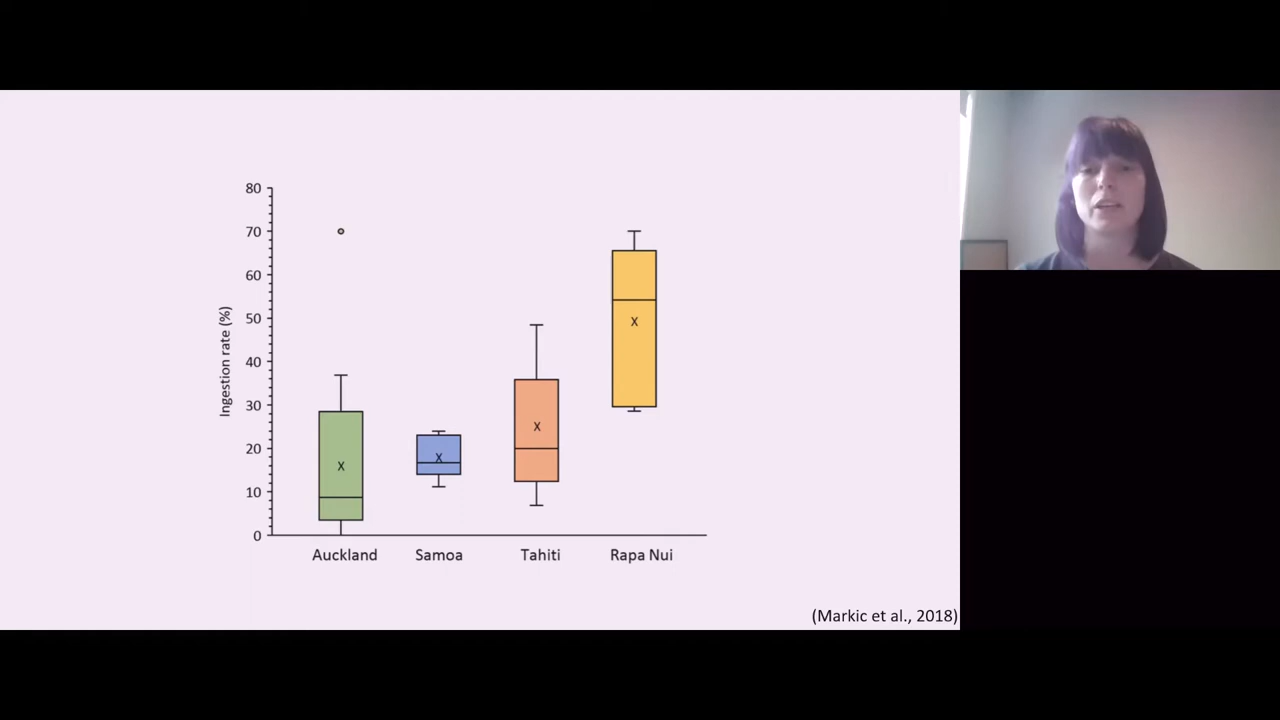 80
70
60
50
40
30
20
10
0
Ingestion rate (%)
X
X
X
X
Auckland Samoa Tahiti Rapa Nui
(Markic et al., 2018)